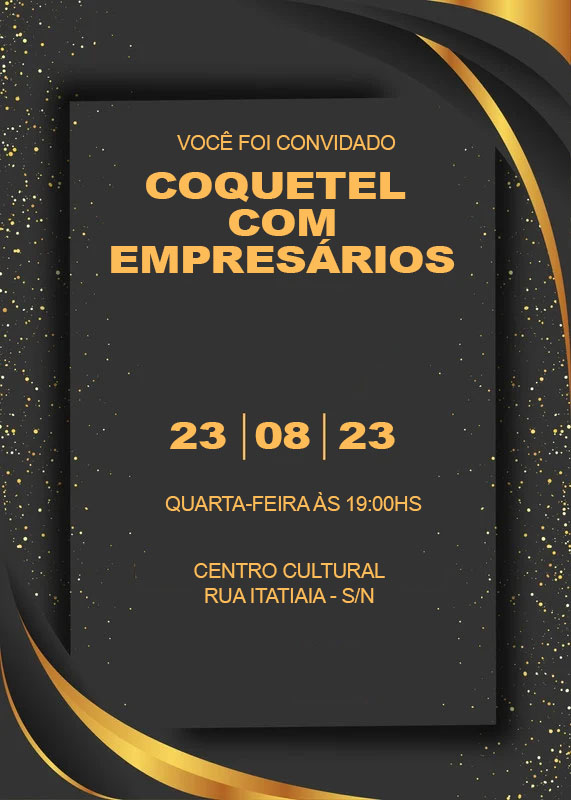 VOCÊ FOI CONVIDADO
COQUETEL
COM
EMPRESÁRIOS
23 | 08 | 23
QUARTA-FEIRA ÀS 19:00HS
CENTRO CULTURAL
RUA ITATIAIA - S/N